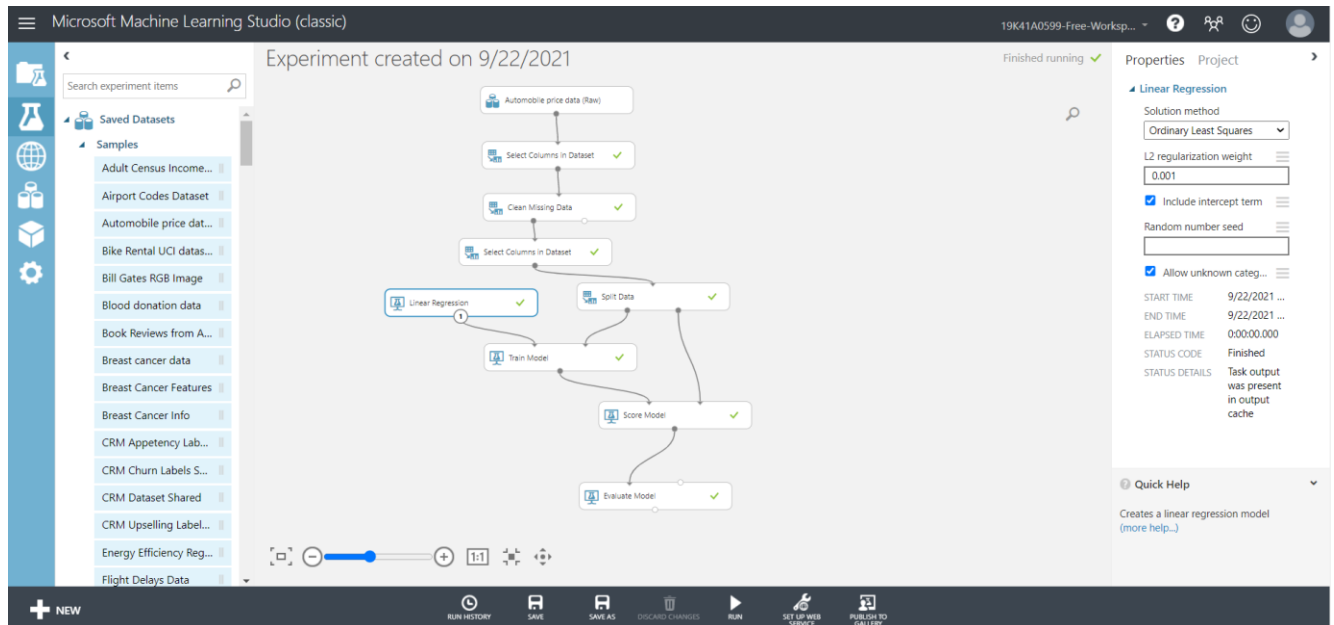 Microsoft Machine Learning Studio (classic)
19K41A0599-Free-Worksp...
Search experiment items
Saved Datasets
Samples
Adult Census Income...
Airport Codes Dataset
Automobile price dat...
Bike Rental UCI datas...
Bill Gates RGB Image
Blood donation data
Book Reviews from A...
Breast cancer data
Breast Cancer Features
Breast Cancer Info
CRM Appetency Lab...
CRM Churn Labels S...
CRM Dataset Shared
CRM Upselling Label...
Energy Efficiency Reg...
Flight Delays Data
Experiment created on 9/22/2021
Finished running
Automobile price data (Raw)
Select Columns in Dataset
Clean Missing Data
Select Columns in Dataset
Linear Regression
Split Data
1
Train Model
Score Model
Evaluate Model
1:1
Properties Project
Linear Regression
Solution method
Ordinary Least Squares
L2 regularization weight
0.001
Include intercept term
Random number seed
Allow unknown categ...
START TIME 9/22/2021 ...
END TIME 9/22/2021 ...
ELAPSED TIME 0:00:00.000
STATUS CODE Finished
STATUS DETAILS Task output
was present
in output
cache
Quick Help
Creates a linear regression model
(more help...)
NEW
RUN HISTORY
SAVE
SAVE AS
DISCARD CHANGES
RUN
SET UP WEB
SERVICE
PUBLISH TO
GALLERY